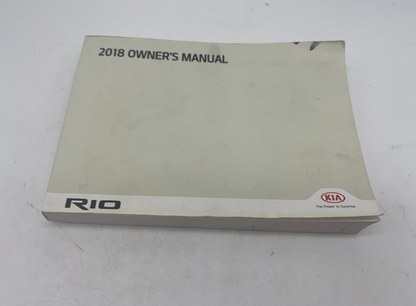 2018 OWNER'S MANUAL
RIO
KIA
The Power to Surprise